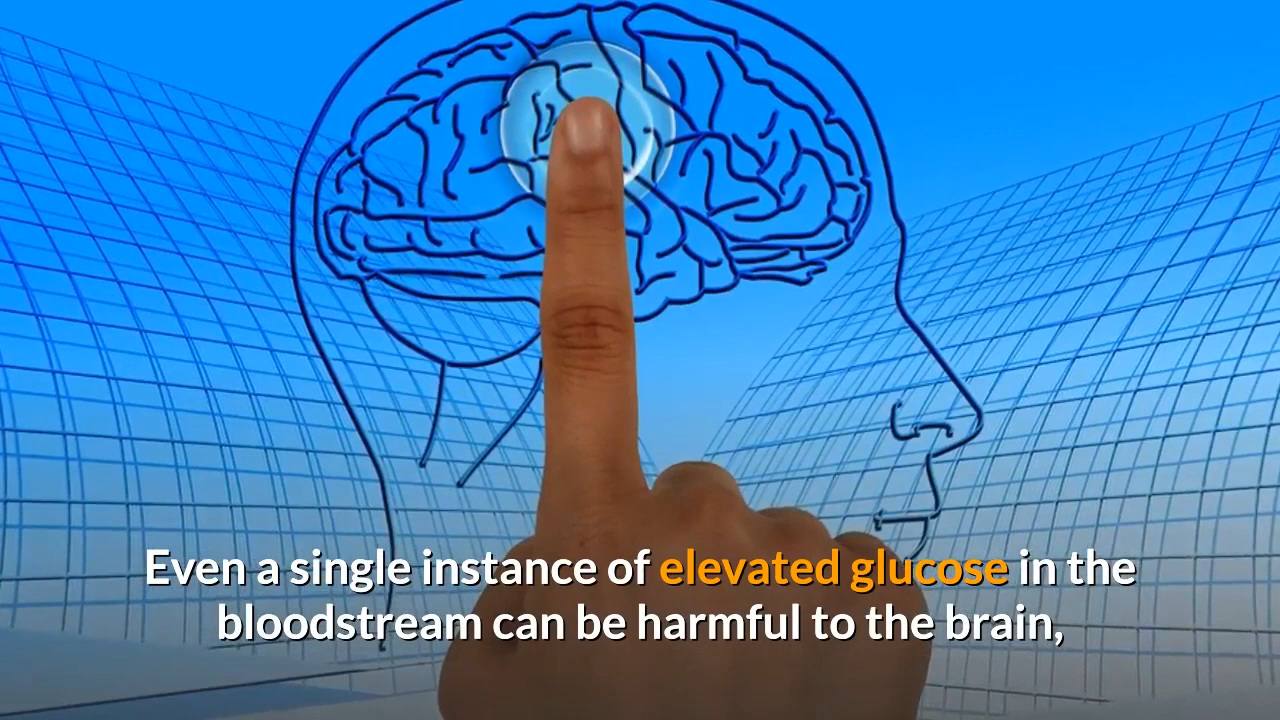 Even a single instance of elevated glucose in the
bloodstream can be harmful to the brain,